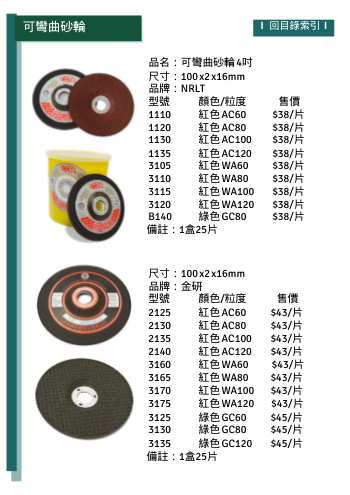 可彎曲砂輪
回目錄索引
品名：可彎曲砂輪4吋
尺寸：100x2x16mm
品牌：NRLT
型號 顏色/粒度 售價
1110 紅色AC60 $38/片
1120 紅色AC80 $38/片
1130 紅色AC100 $38/片
1135 紅色AC120 $38/片
3105 紅色WA60 $38/片
3110 紅色WA80 $38/片
3115 紅色WA100 $38/片
3120 紅色WA120 $38/片
B140 綠色GC80 $38/片
備註：1盒25片
尺寸：100x2x16mm
品牌：金研
型號 顏色/粒度 售價
2125 紅色AC60 $43/片
2130 紅色AC80 $43/片
2135 紅色AC100 $43/片
2140 紅色AC120 $43/片
3160 紅色WA60 $43/片
3165 紅色WA80 $43/片
3170 紅色WA100 $43/片
3175 紅色WA120 $43/片
3125 綠色GC60 $45/片
3130 綠色GC80 $45/片
3135 綠色GC120 $45/片
備註：1盒25片